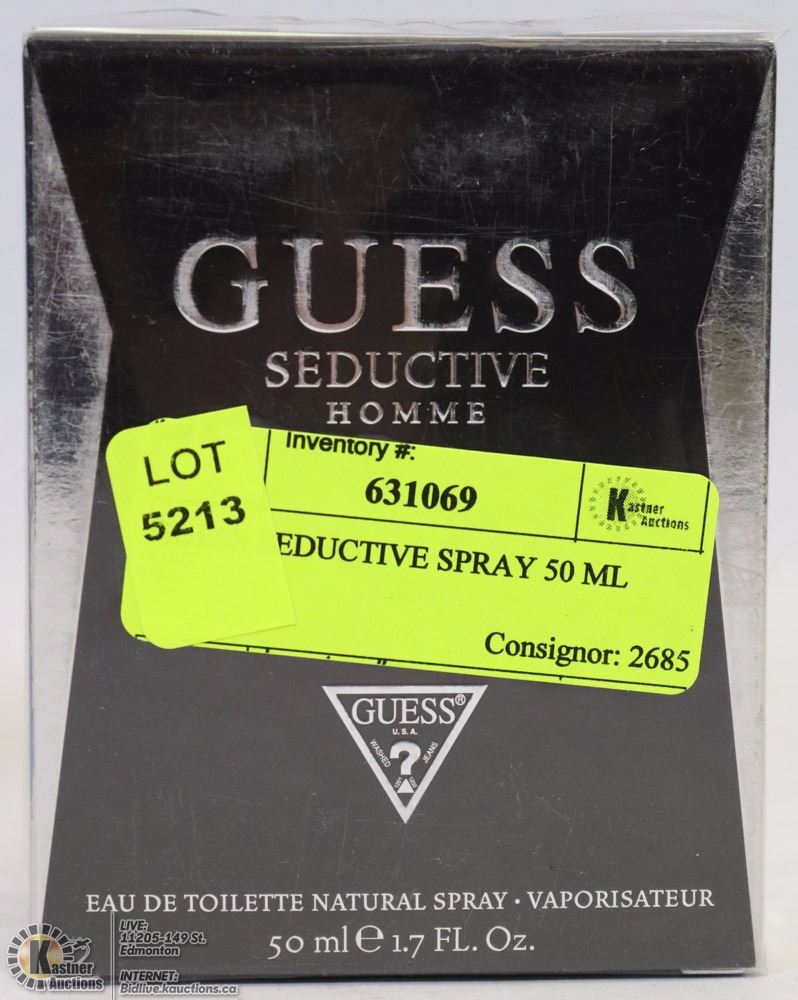 GUESS
SEDUCTIVE
HOMME
LOT
5213
Inventory #:
631069
Kastner
Auctions
EDUCTIVE SPRAY 50 ML
Consignor: 2685
GUESS®
U.S.A.
WASHED
?
JEANS
EAU DE TOILETTE NATURAL SPRAY · VAPORISATEUR
50 ml ℮ 1.7 FL. Oz.
Kastner
Auctions
LIVE:
11205-149 St.
Edmonton
INTERNET:
Bidlive.kauctions.ca